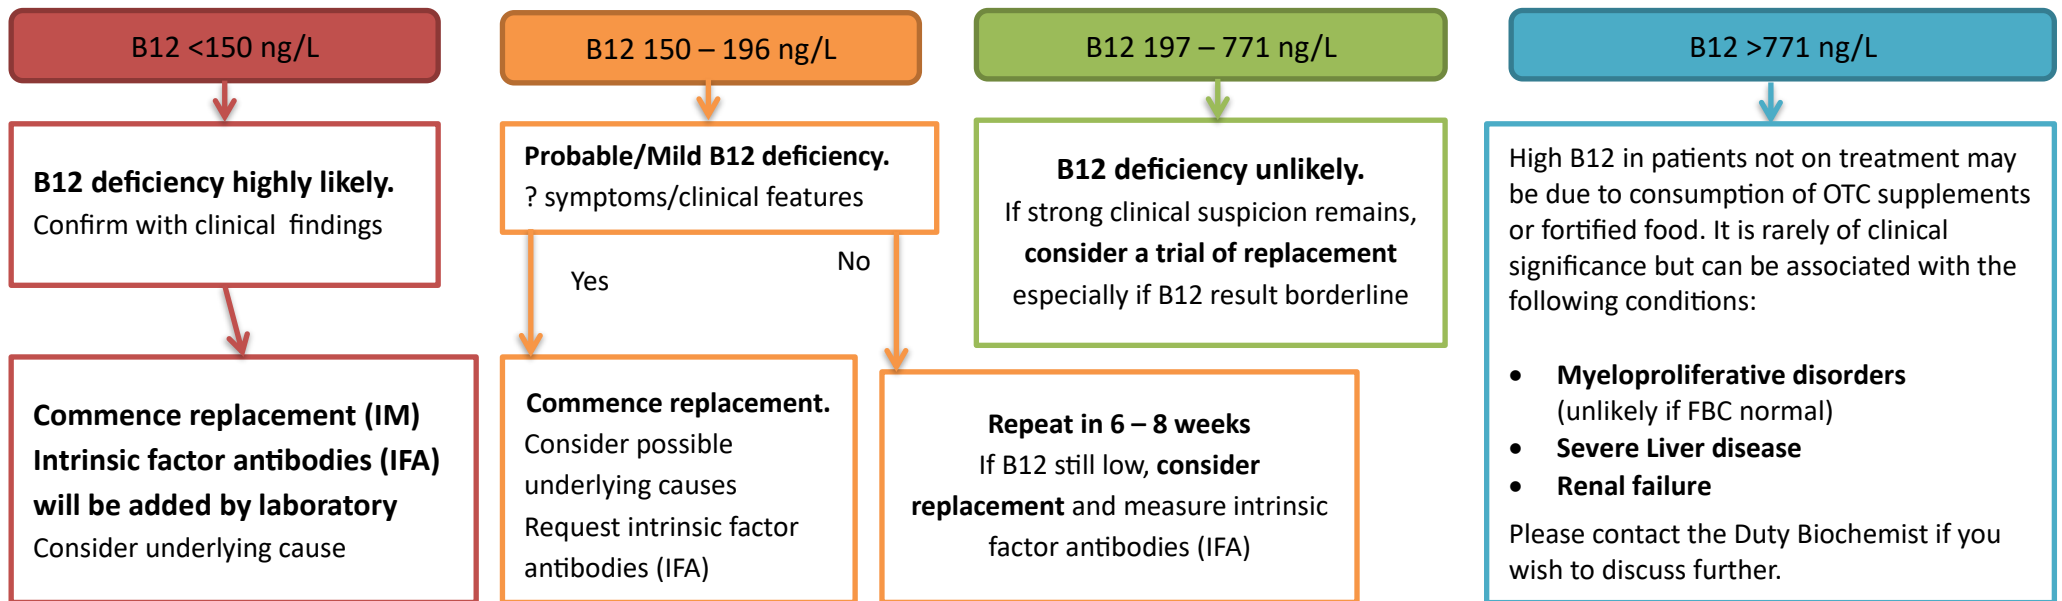 B12 <150 ng/L
B12 deficiency highly likely.
Confirm with clinical findings
Commence replacement (IM)
Intrinsic factor antibodies (IFA)
will be added by laboratory
Consider underlying cause
B12 150 – 196 ng/L
Probable/Mild B12 deficiency.
? symptoms/clinical features
Yes
No
Commence replacement.
Consider possible
underlying causes
Request intrinsic factor
antibodies (IFA)
Repeat in 6 – 8 weeks
If B12 still low, consider
replacement and measure intrinsic
factor antibodies (IFA)
B12 197 – 771 ng/L
B12 deficiency unlikely.
If strong clinical suspicion remains,
consider a trial of replacement
especially if B12 result borderline
B12 >771 ng/L
High B12 in patients not on treatment may
be due to consumption of OTC supplements
or fortified food. It is rarely of clinical
significance but can be associated with the
following conditions:
• Myeloproliferative disorders
(unlikely if FBC normal)
• Severe Liver disease
• Renal failure
Please contact the Duty Biochemist if you
wish to discuss further.